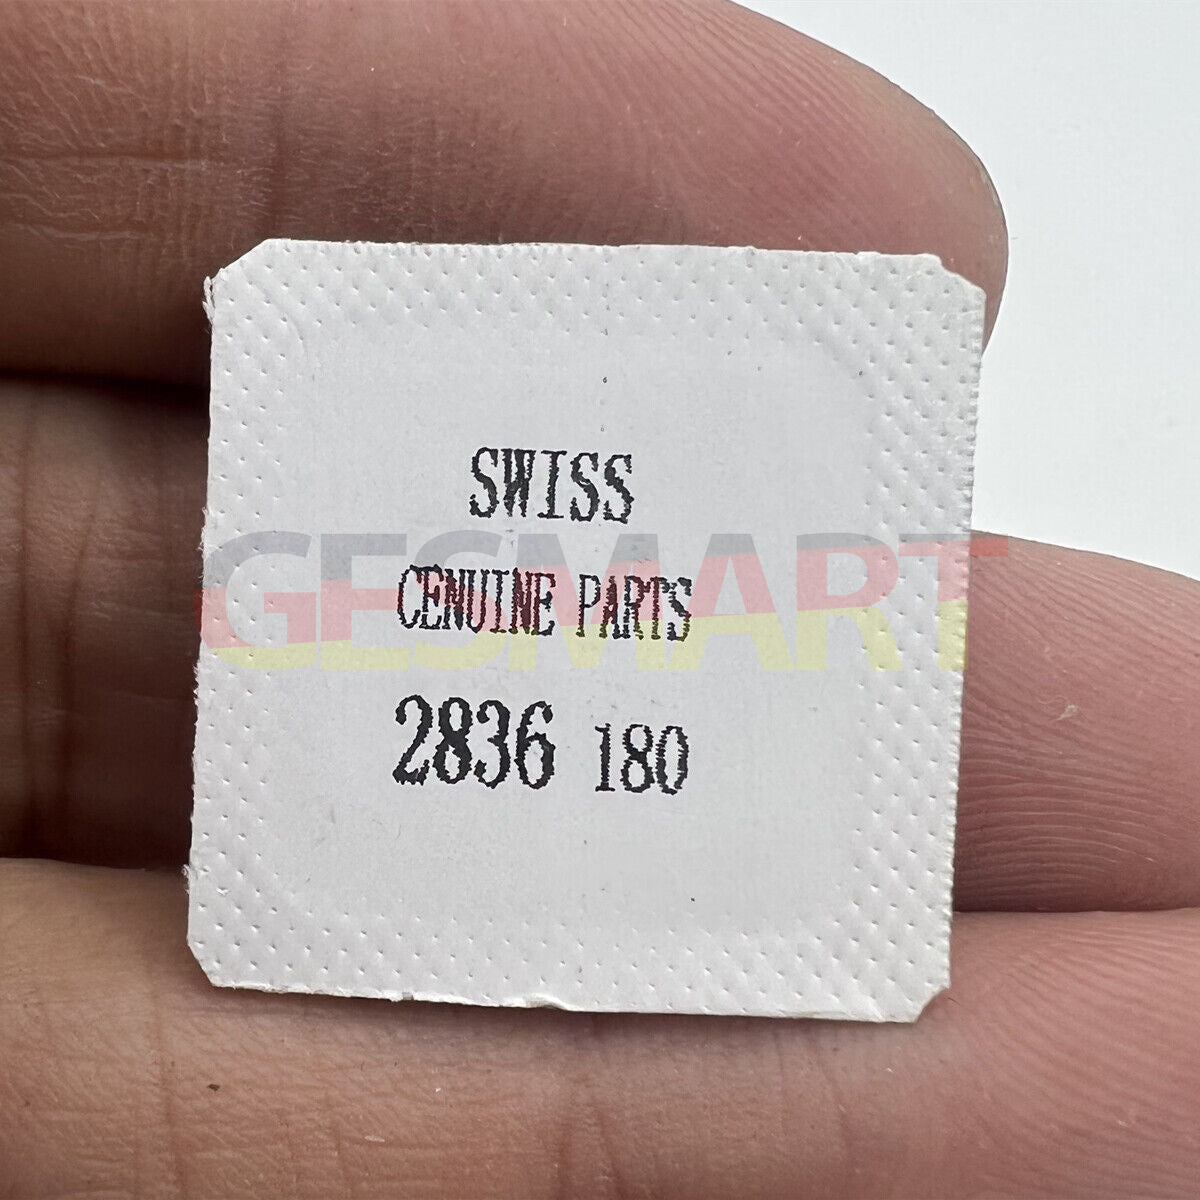 SWISS
GESMART
CENUINE PARTS
2836 180